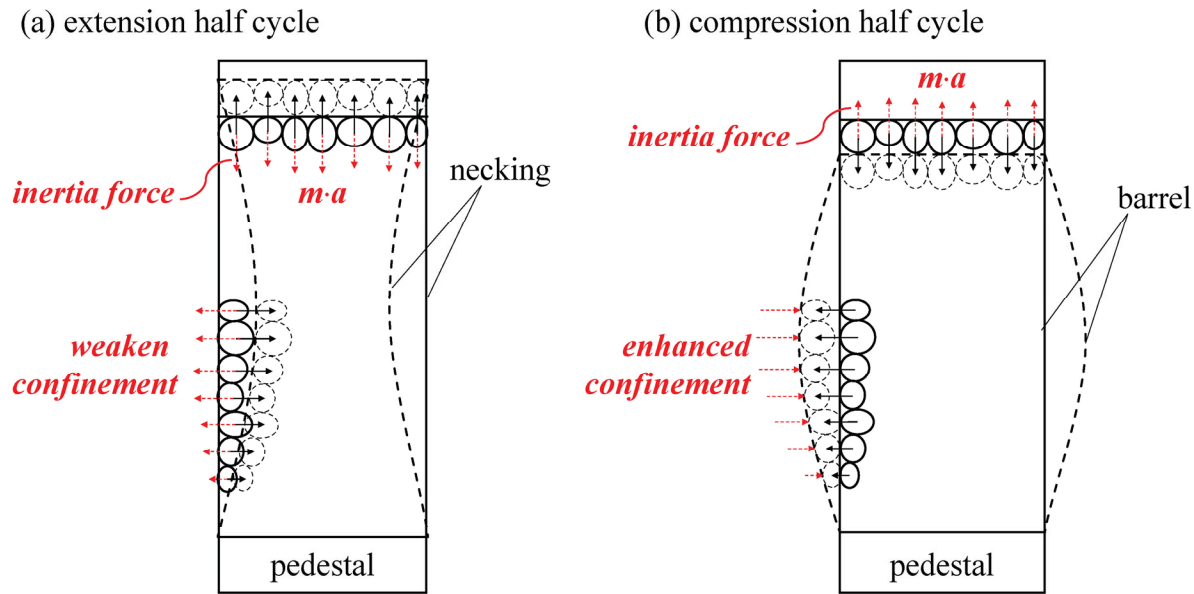 (a) extension half cycle
inertia force
m·a
necking
weaken
confinement
pedestal
(b) compression half cycle
m·a
inertia force
barrel
enhanced
confinement
pedestal